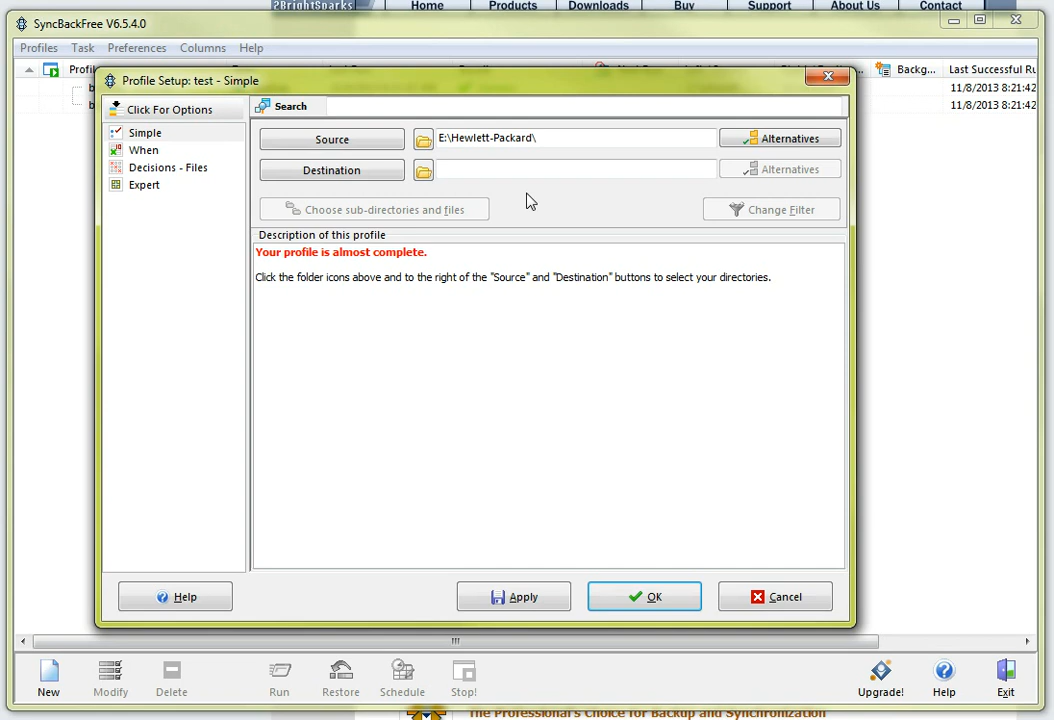 2BrightSparks Home Products Downloads Buy Support About Us Contact
SyncBackFree V6.5.4.0
Profiles Task Preferences Columns Help
Backg... Last Successful Ru
11/8/2013 8:21:42
11/8/2013 8:21:42
Profile Setup: test - Simple
Click For Options
Simple
When
Decisions - Files
Expert
Search
Source E:\Hewlett-Packard\ Alternatives
Destination Alternatives
Choose sub-directories and files Change Filter
Description of this profile
Your profile is almost complete.
Click the folder icons above and to the right of the "Source" and "Destination" buttons to select your directories.
Help Apply OK Cancel
New Modify Delete Run Restore Schedule Stop! Upgrade! Help Exit
The Professional's Choice for Backup and Synchronization